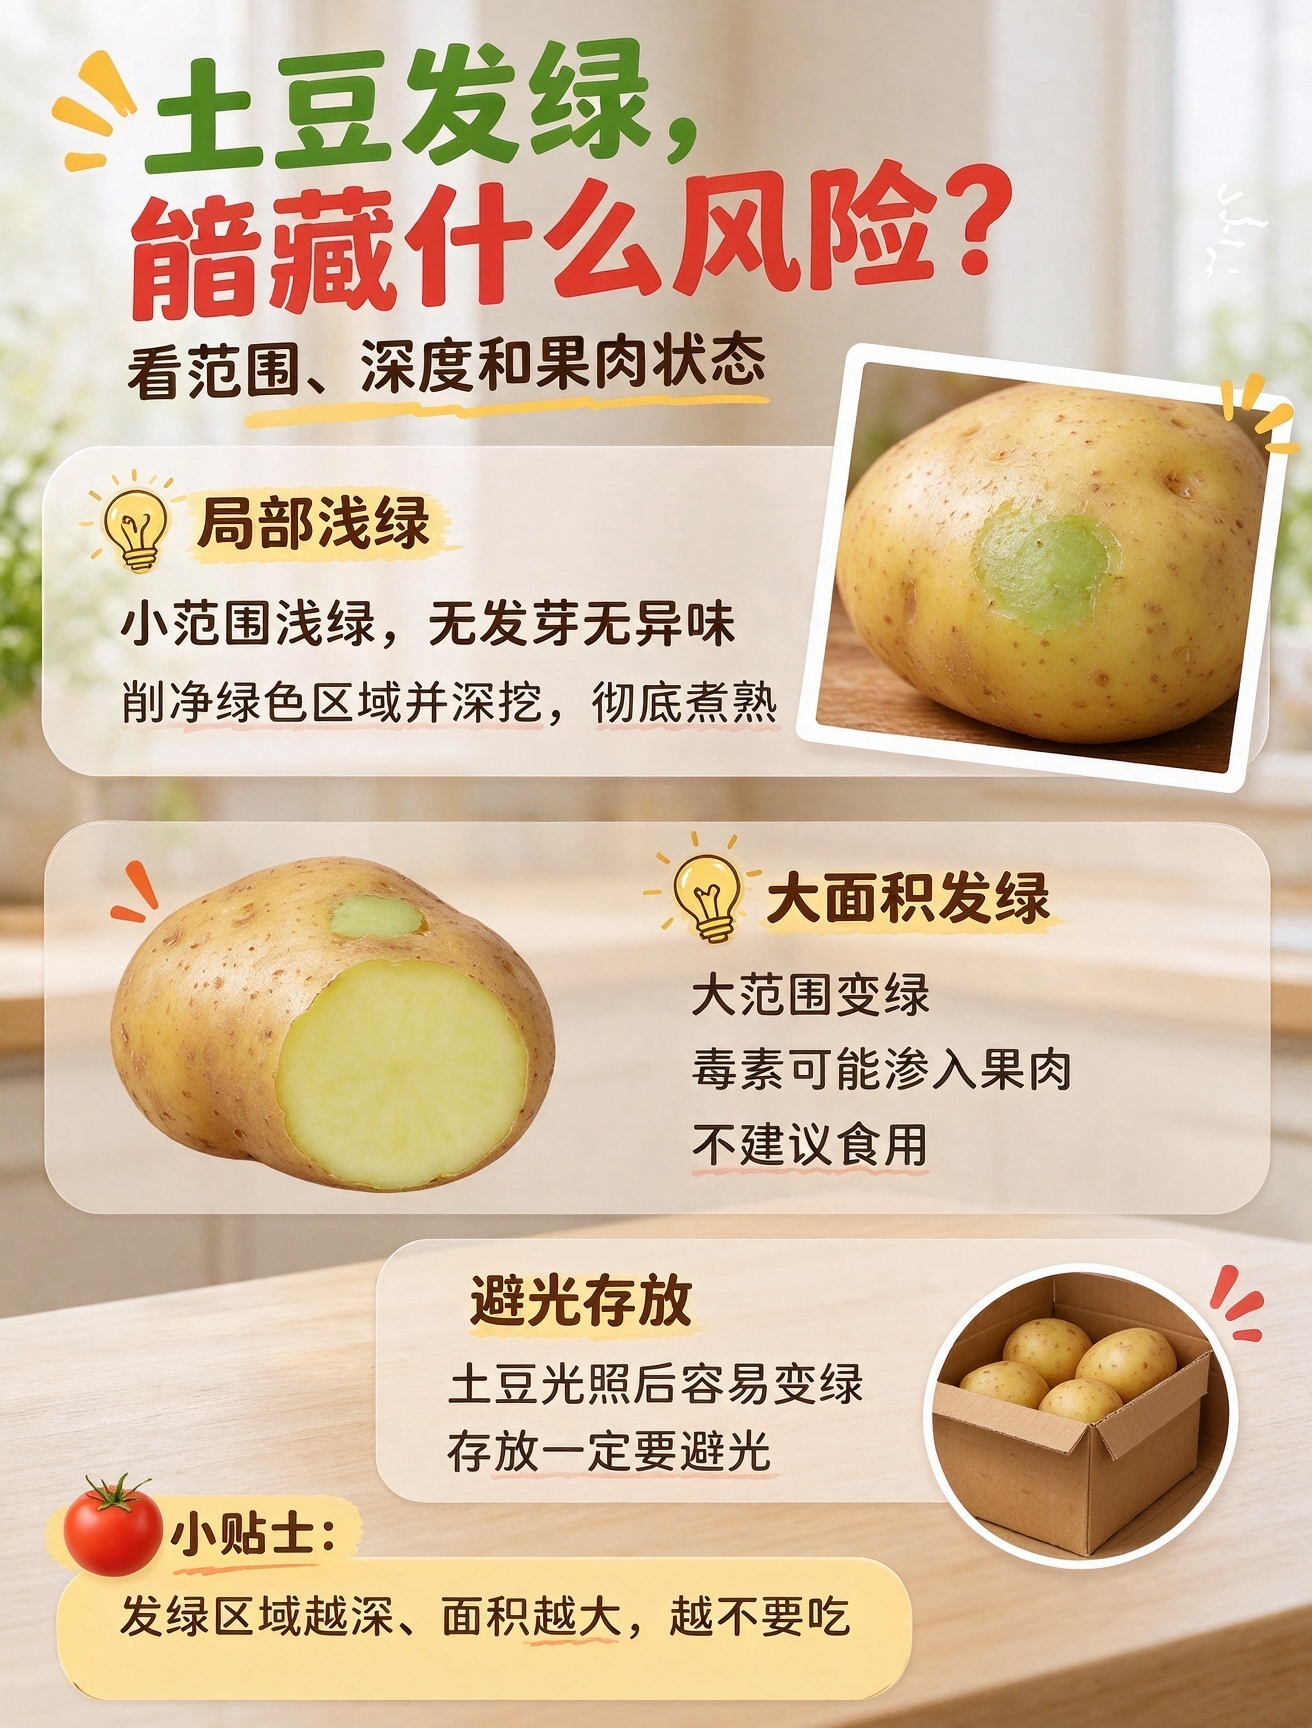 土豆发绿，
藏什么风险？
看范围、深度和果肉状态
局部浅绿
小范围浅绿，无发芽无异味
削净绿色区域并深挖，彻底煮熟
大面积发绿
大范围变绿
毒素可能渗入果肉
不建议食用
避光存放
土豆光照后容易变绿
存放一定要避光
小贴士：
发绿区域越深、面积越大，越不要吃